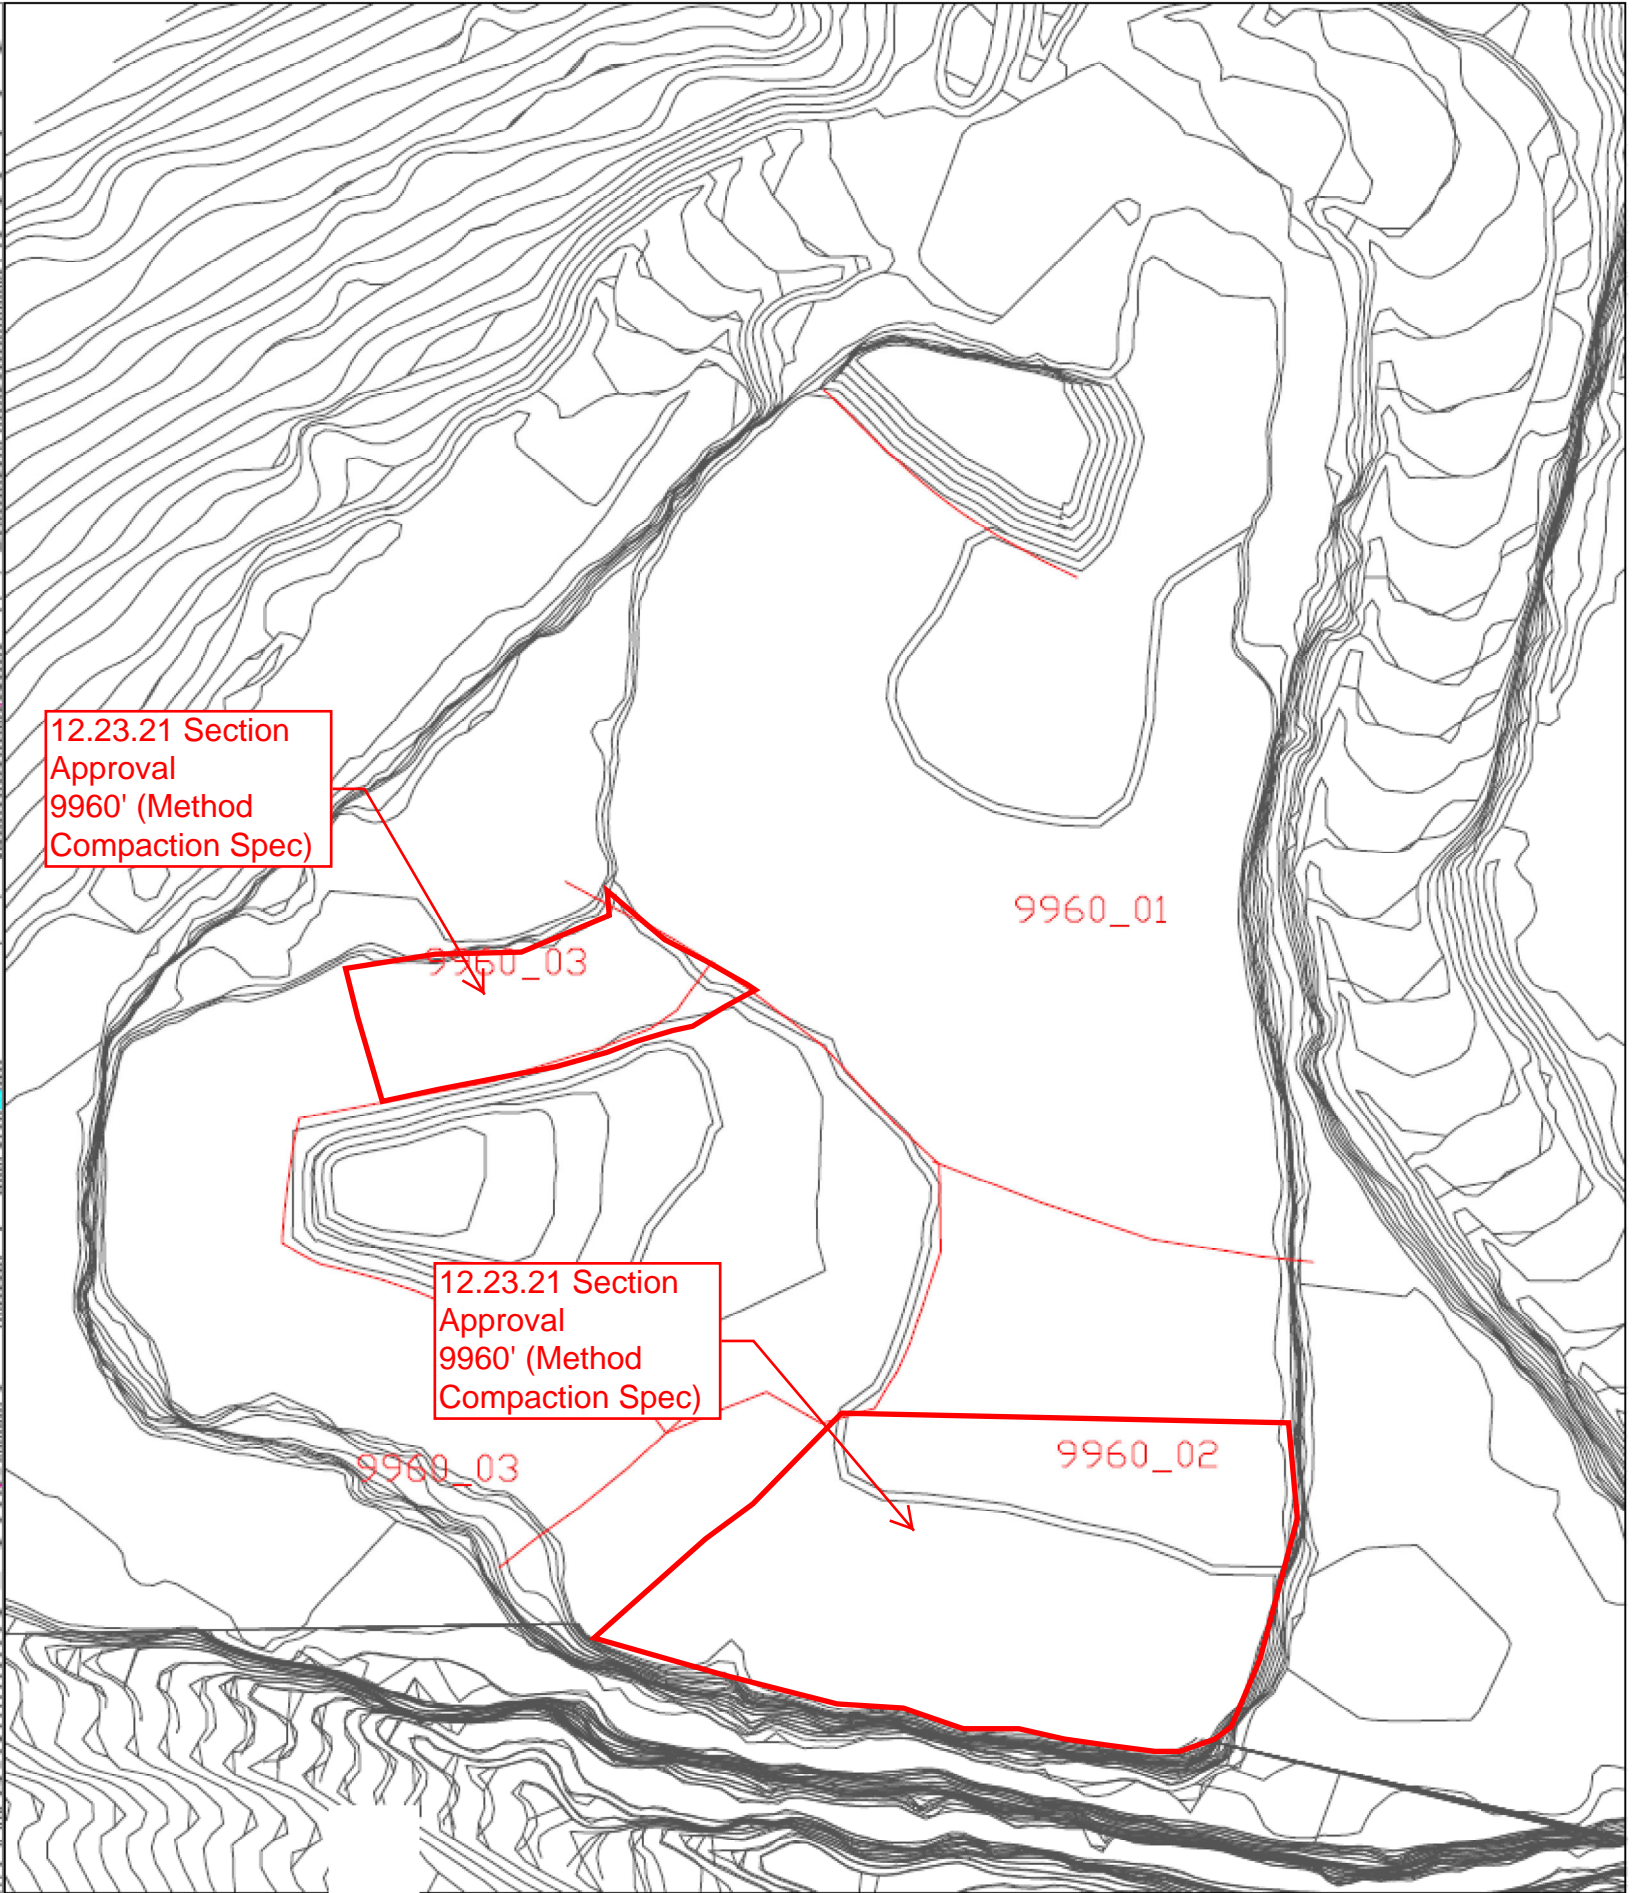 12.23.21 Section
Approval
9960' (Method
Compaction Spec)
9960_01
9960_03
12.23.21 Section
Approval
9960' (Method
Compaction Spec)
9960_02
9960_03